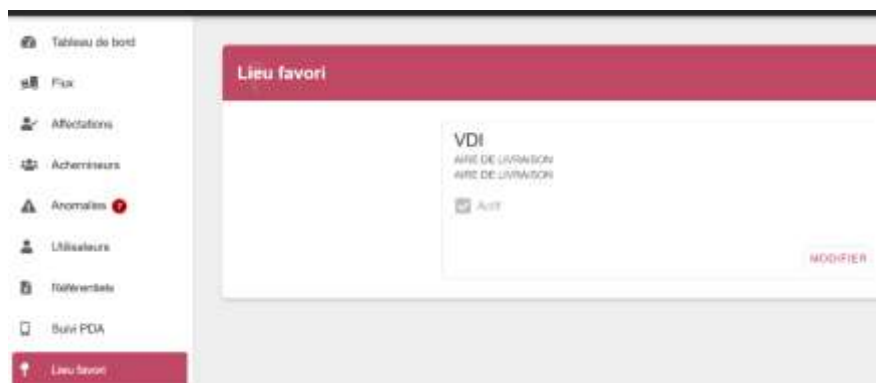 Tableau de bord
Flux
Affectations
Achemineurs
Anomalies
Utilisateurs
Référentiels
Suivi PDA
Lieu favori
Lieu favori
VDI
AIRE DE LIVRAISON
AIRE DE LIVRAISON
Actif
MODIFIER